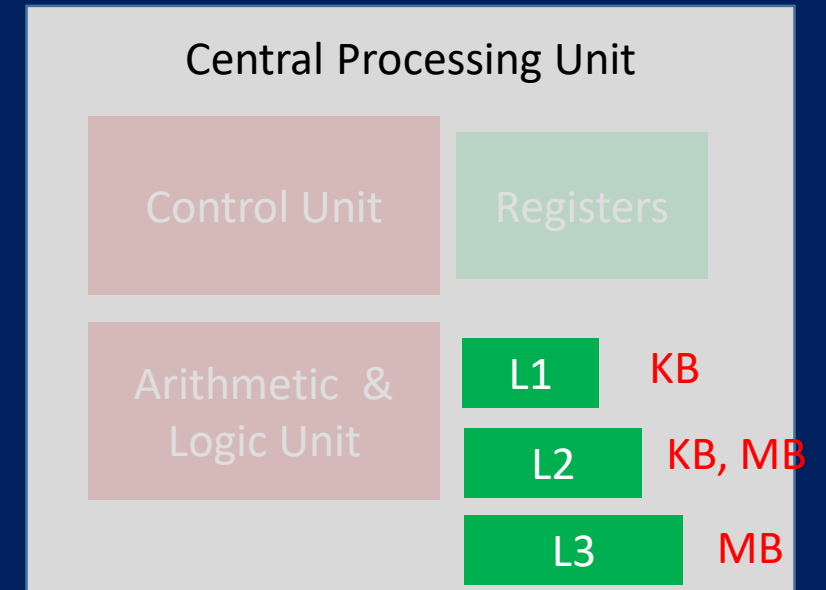 Central Processing Unit
Control Unit
Registers
Arithmetic &
Logic Unit
L1
KB
L2
KB, MB
L3
MB